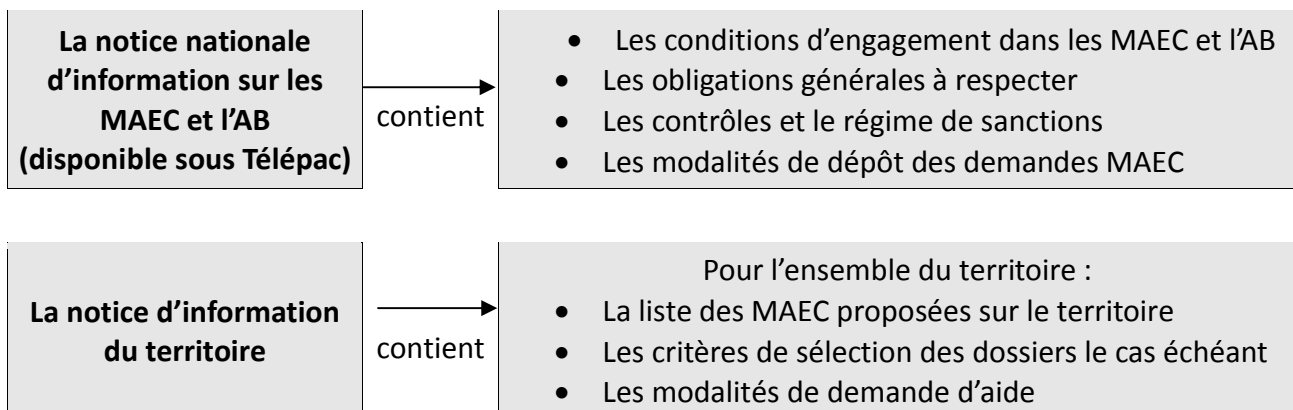 La notice nationale
d’information sur les
MAEC et l’AB
(disponible sous Télépac)
contient
• Les conditions d’engagement dans les MAEC et l’AB
• Les obligations générales à respecter
• Les contrôles et le régime de sanctions
• Les modalités de dépôt des demandes MAEC
La notice d’information
du territoire
contient
Pour l’ensemble du territoire :
• La liste des MAEC proposées sur le territoire
• Les critères de sélection des dossiers le cas échéant
• Les modalités de demande d’aide